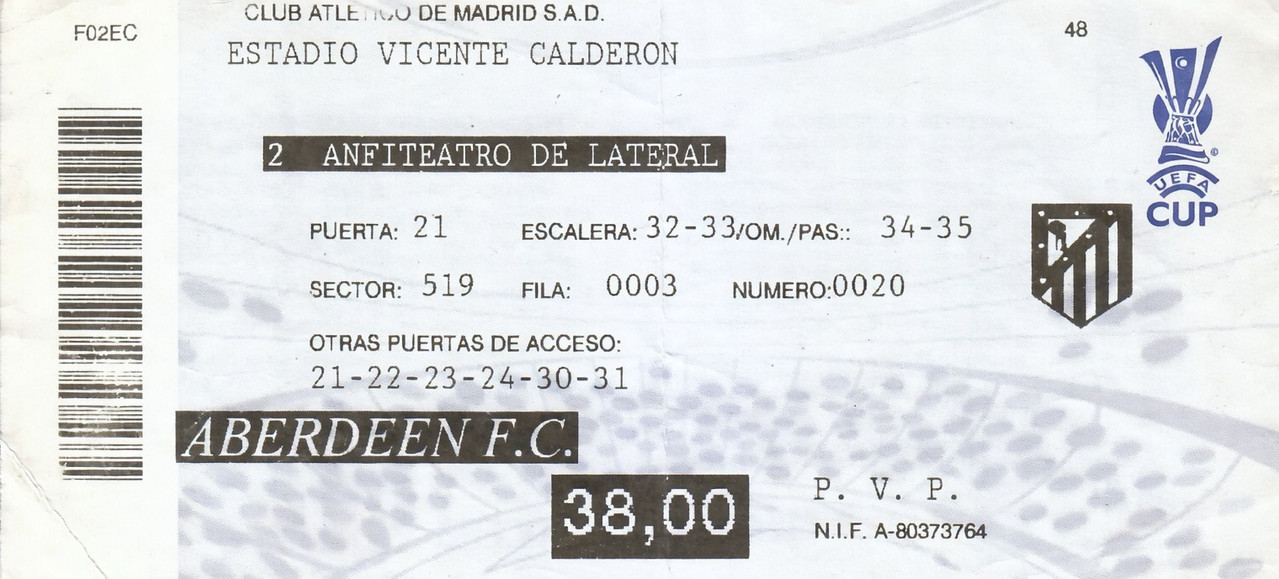 CLUB ATLETICO DE MADRID S.A.D.
F02EC
48
ESTADIO VICENTE CALDERON
2 ANFITEATRO DE LATERAL
PUERTA: 21 ESCALERA: 32-33/OM./PAS:: 34-35
SECTOR: 519 FILA: 0003 NUMERO:0020
OTRAS PUERTAS DE ACCESO:
21-22-23-24-30-31
ABERDEEN F.C.
38,00
P. V. P.
N.I.F. A-80373764
UEFA
CUP
®